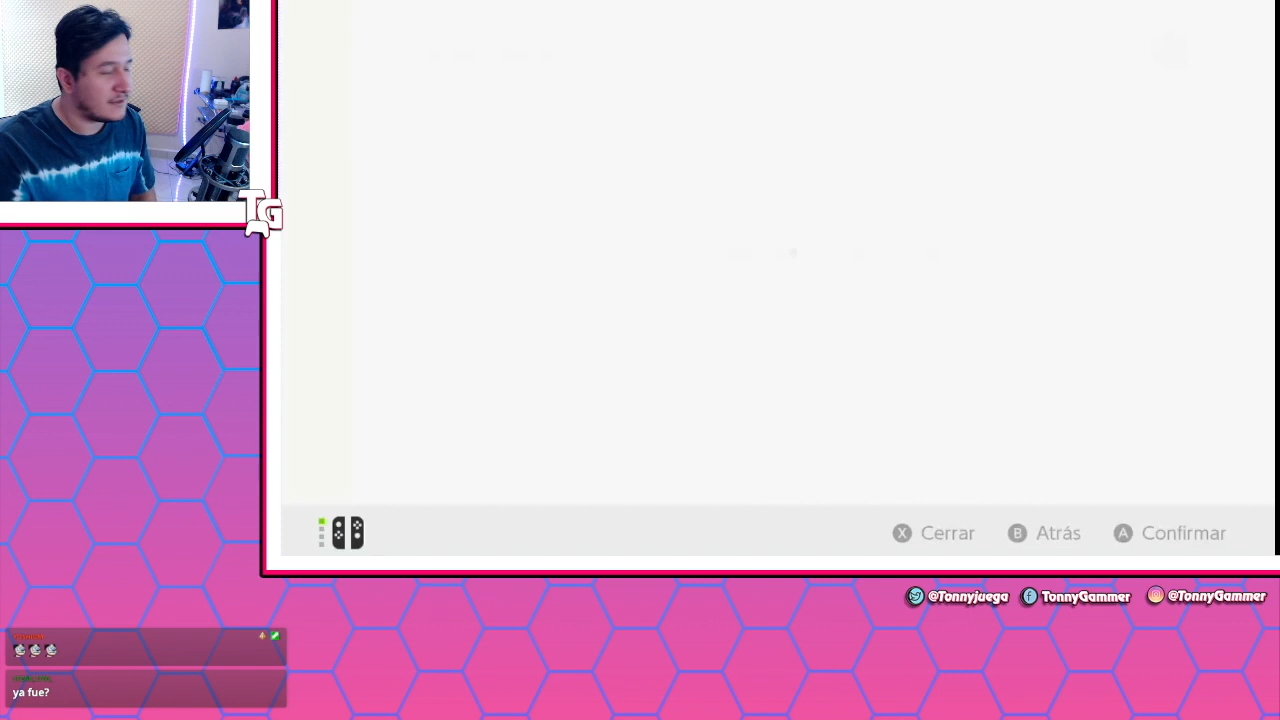 TG
X Cerrar
B Atrás
A Confirmar
@Tonnyjuega
TonnyGammer
@TonnyGammer
ya fue?